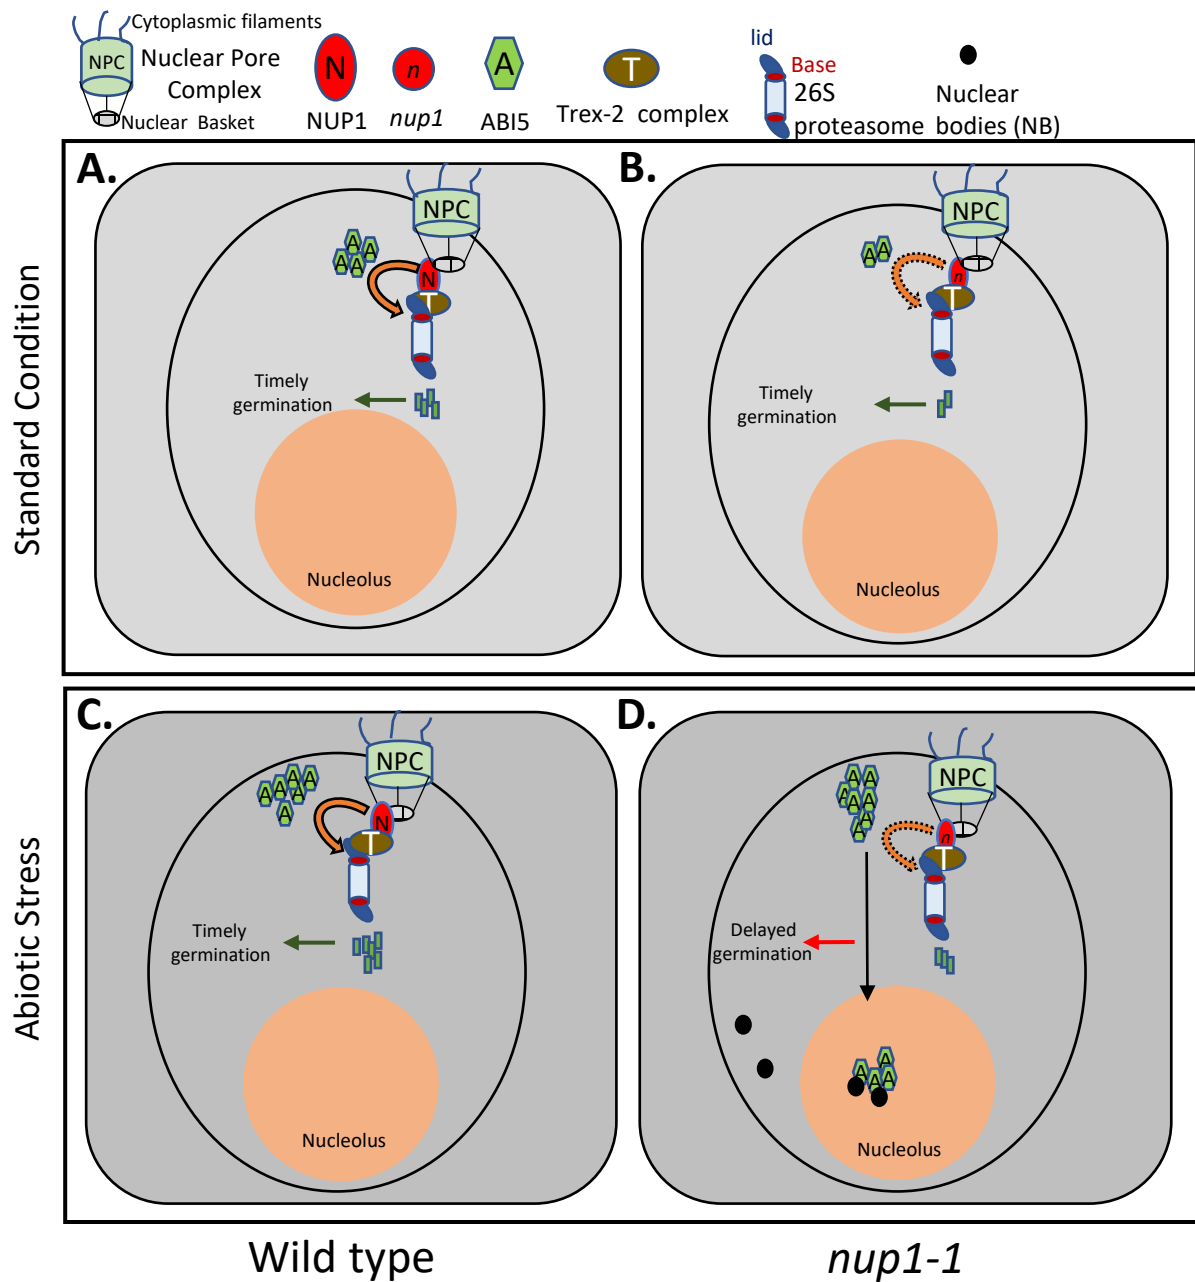 Cytoplasmic filaments
NPC
Nuclear Pore
Complex
Nuclear Basket
N
NUP1
n
nup1
A
ABI5
T
Trex-2 complex
lid
Base
26S
proteasome
Nuclear
bodies (NB)
Standard Condition
A.
NPC
A
A
A
A
N
T
Timely
germination
Nucleolus
B.
NPC
A
A
n
T
Timely
germination
Nucleolus
Abiotic Stress
C.
NPC
A
A
A
A
A
A
N
T
Timely
germination
Nucleolus
D.
NPC
A
A
A
A
A
A
A
n
T
Delayed
germination
A
A
A
A
Nucleolus
Wild type
nup1-1